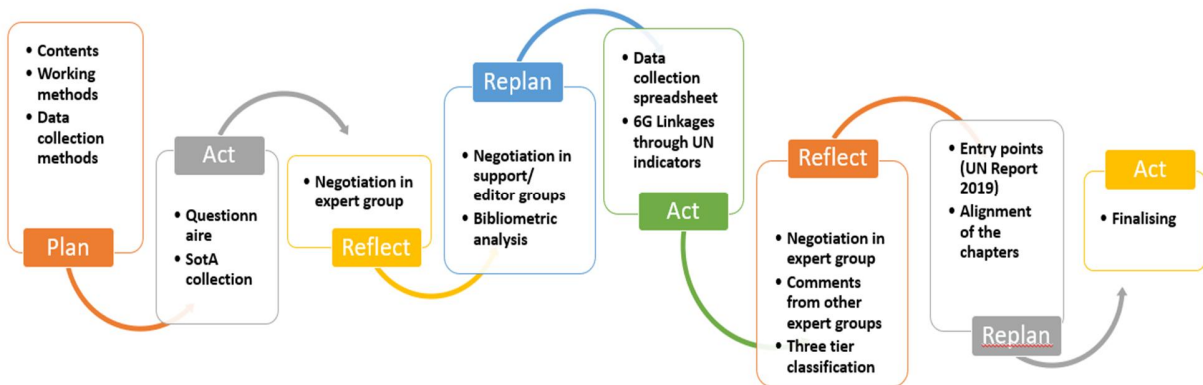 • Contents
• Working
methods
• Data
collection
methods
Plan
Act
• Questionn
aire
• SotA
collection
• Negotiation in
expert group
Reflect
Replan
• Negotiation in
support/
editor groups
• Bibliometric
analysis
• Data
collection
spreadsheet
• 6G Linkages
through UN
indicators
Act
Reflect
• Negotiation in
expert group
• Comments
from other
expert groups
• Three tier
classification
• Entry points
(UN Report
2019)
• Alignment
of the
chapters
Replan
Act
• Finalising